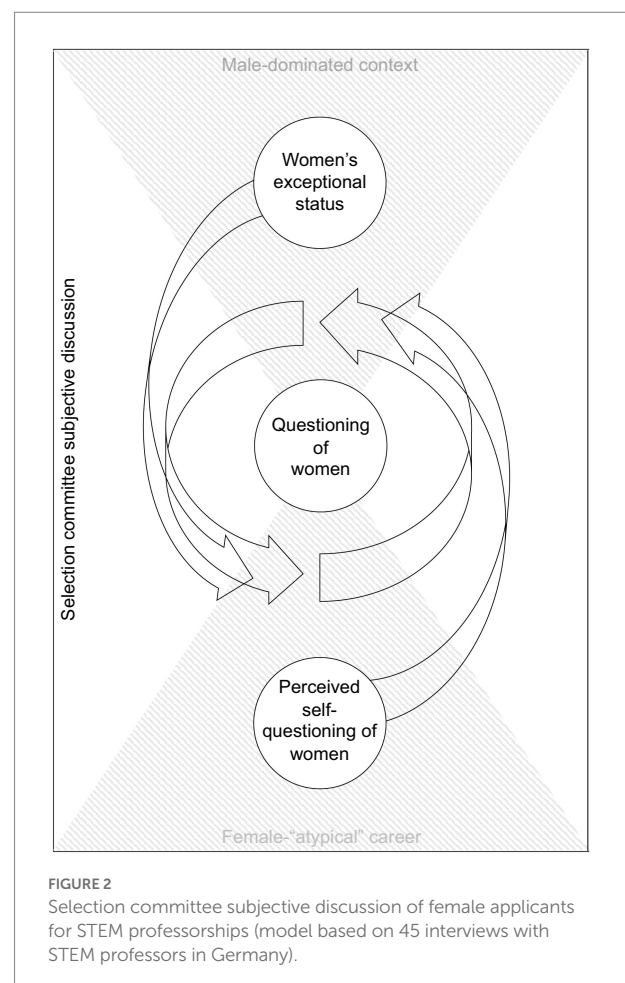 Male-dominated context
Women's
exceptional
status
Selection committee subjective discussion
Questioning
of
women
Perceived
self-
questioning of
women
Female-"atypical" career
FIGURE 2
Selection committee subjective discussion of female applicants
for STEM professorships (model based on 45 interviews with
STEM professors in Germany).